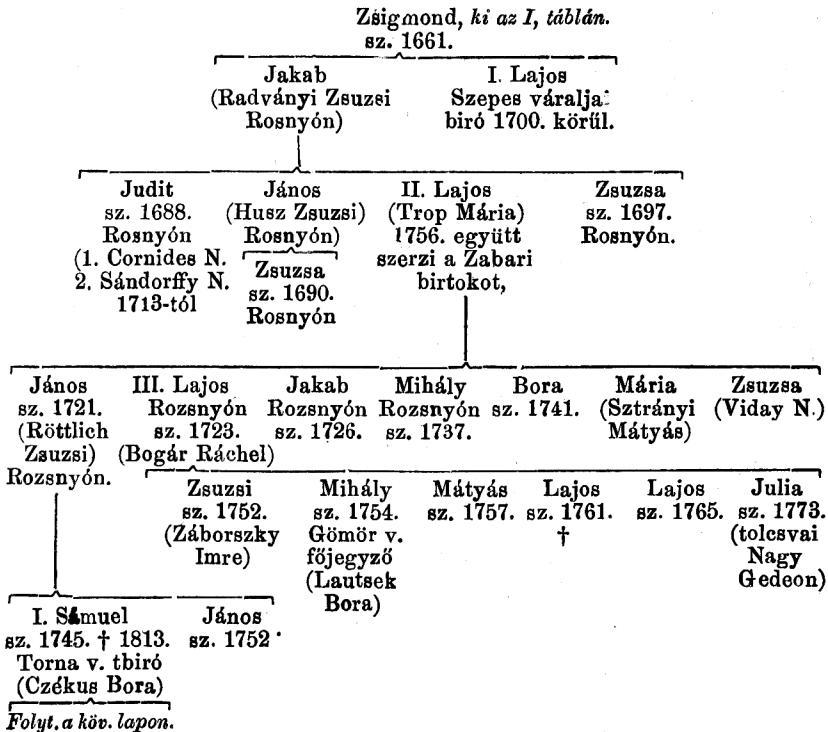 Zsigmond, ki az I, táblán.
sz. 1661.
Jakab
(Radványi Zsuzsi
Rosnyón)
I. Lajos
Szepes váralja
biró 1700. körül.
Judit
sz. 1688.
Rosnyón
(1. Cornides N.
2. Sándorffy N.
1713-tól
János
(Husz Zsuzsi)
Rosnyón)
Zsuzsa
sz. 1690.
Rosnyón
II. Lajos
(Trop Mária)
1756. együtt
szerzi a Zabari
birtokot,
Zsuzsa
sz. 1697.
Rosnyón.
János
sz. 1721.
(Röttlich
Zsuzsi)
Rozsnyón.
III. Lajos
Rozsnyón
sz. 1723.
(Bogár Ráchel)
Jakab
Rozsnyón
sz. 1726.
Mihály
Rozsnyón
sz. 1737.
Bora
sz. 1741.
Mária
(Sztrányi
Mátyás)
Zsuzsa
(Viday N.)
Zsuzsi
sz. 1752.
(Záborszky
Imre)
Mihály
sz. 1754.
Gömör v.
főjegyző
(Lautsek
Bora)
Mátyás
sz. 1757.
Lajos
sz. 1761.
†
Lajos
sz. 1765.
Julia
sz. 1773.
(tolcsvai
Nagy
Gedeon)
I. Sámuel
sz. 1745. † 1813.
Torna v. tbiró
(Czékus Bora)
János
sz. 1752
Folyt. a köv. lapon.